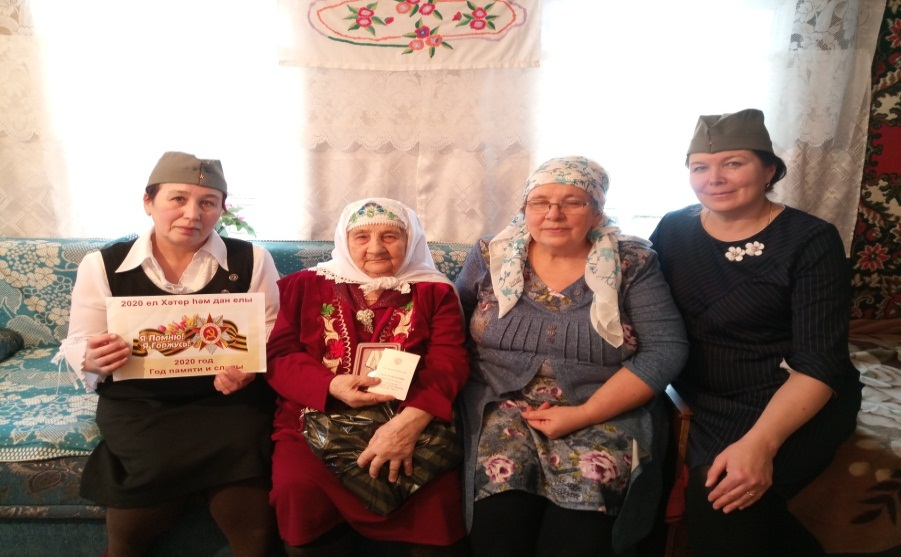 2020 ел Хәтер һәм дан елы
Я Помню!
Я Горжусь!
2020 год
Год памяти и славы